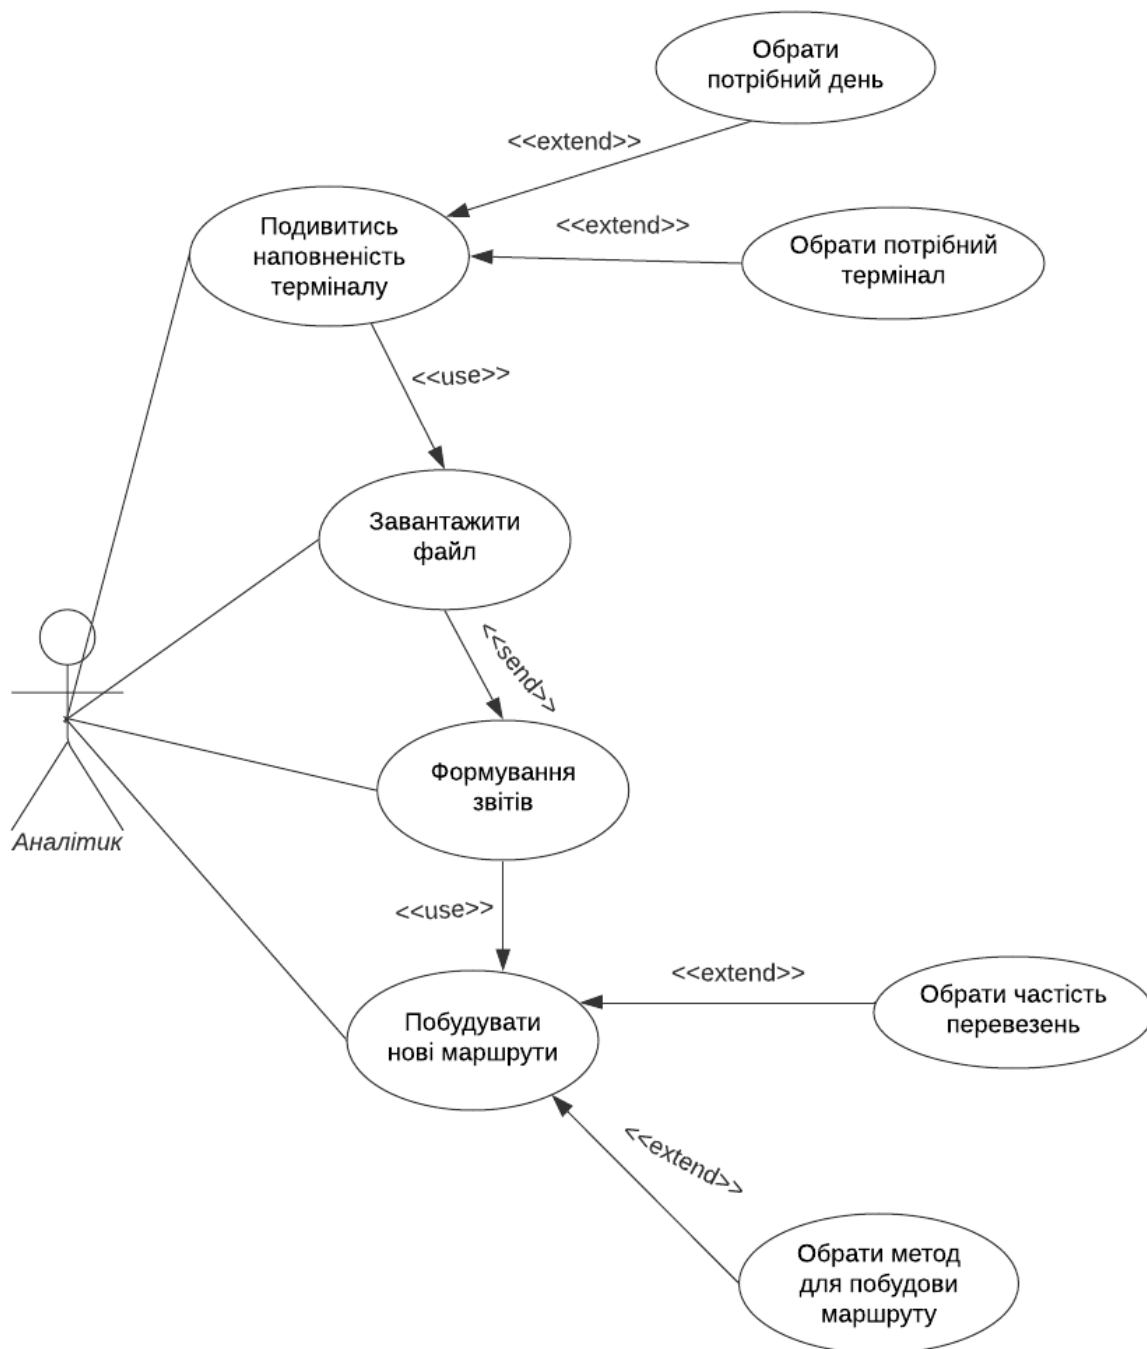 Обрати
потрібний день
<<extend>>
<<extend>>
Подивитись
наповненість
терміналу
Обрати потрібний
термінал
<<use>>
Завантажити
файл
<<send>>
Формування
звітів
Аналітик
<<use>>
<<extend>>
Обрати частість
перевезень
Побудувати
нові маршрути
<<extend>>
Обрати метод
для побудови
маршруту